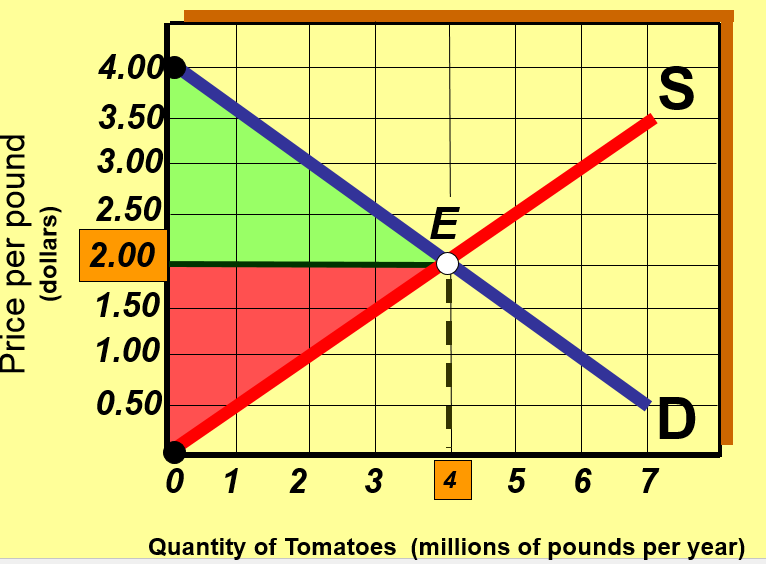 Price per pound
(dollars)
4.00
3.50
3.00
2.50
2.00
1.50
1.00
0.50
S
E
D
0 1 2 3 4 5 6 7
Quantity of Tomatoes (millions of pounds per year)